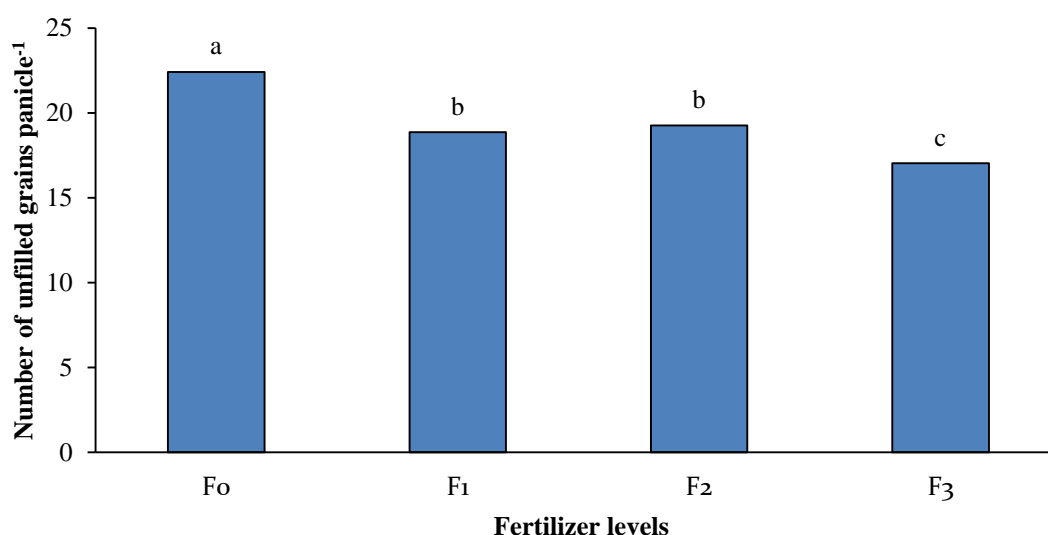 Number of unfilled grains panicle⁻¹
25
20
15
10
5
0
a
b
b
c
F0
F1
F2
F3
Fertilizer levels